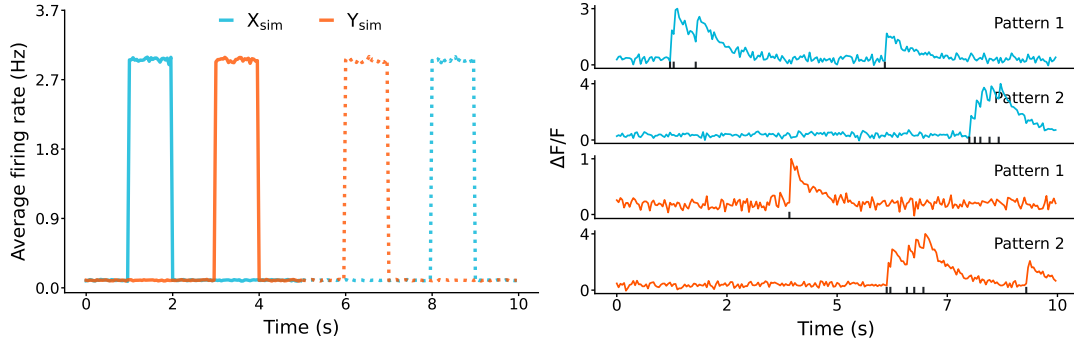 X_sim Y_sim
Average firing rate (Hz)
3.7
2.7
1.8
0.9
0.0
0 2 4 6 8 10
Time (s)
ΔF/F
3
0
Pattern 1
4
0
Pattern 2
1
0
Pattern 1
4
0
Pattern 2
0 2 5 7 10
Time (s)